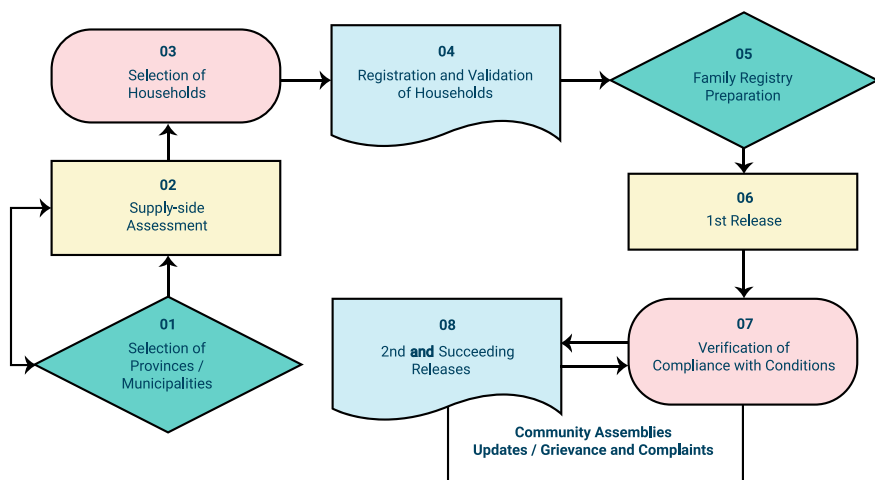 01
Selection of
Provinces /
Municipalities
02
Supply-side
Assessment
03
Selection of
Households
04
Registration and Validation
of Households
05
Family Registry
Preparation
06
1st Release
07
Verification of
Compliance with Conditions
08
2nd and Succeeding
Releases
Community Assemblies
Updates / Grievance and Complaints